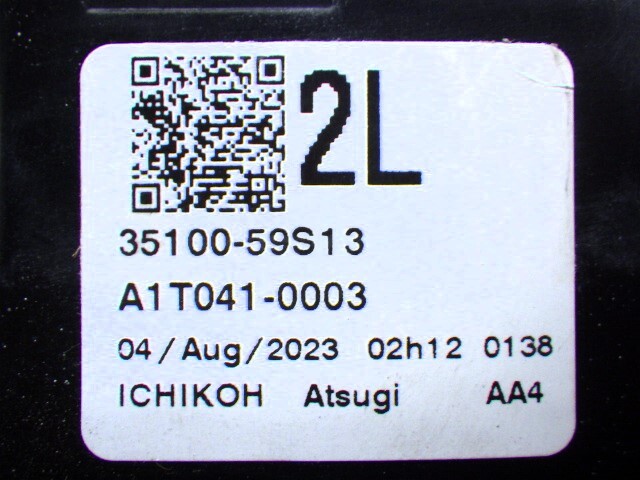 2L
35100-59S13
A1T041-0003
04/Aug/2023 02h12 0138
ICHIKOH Atsugi AA4